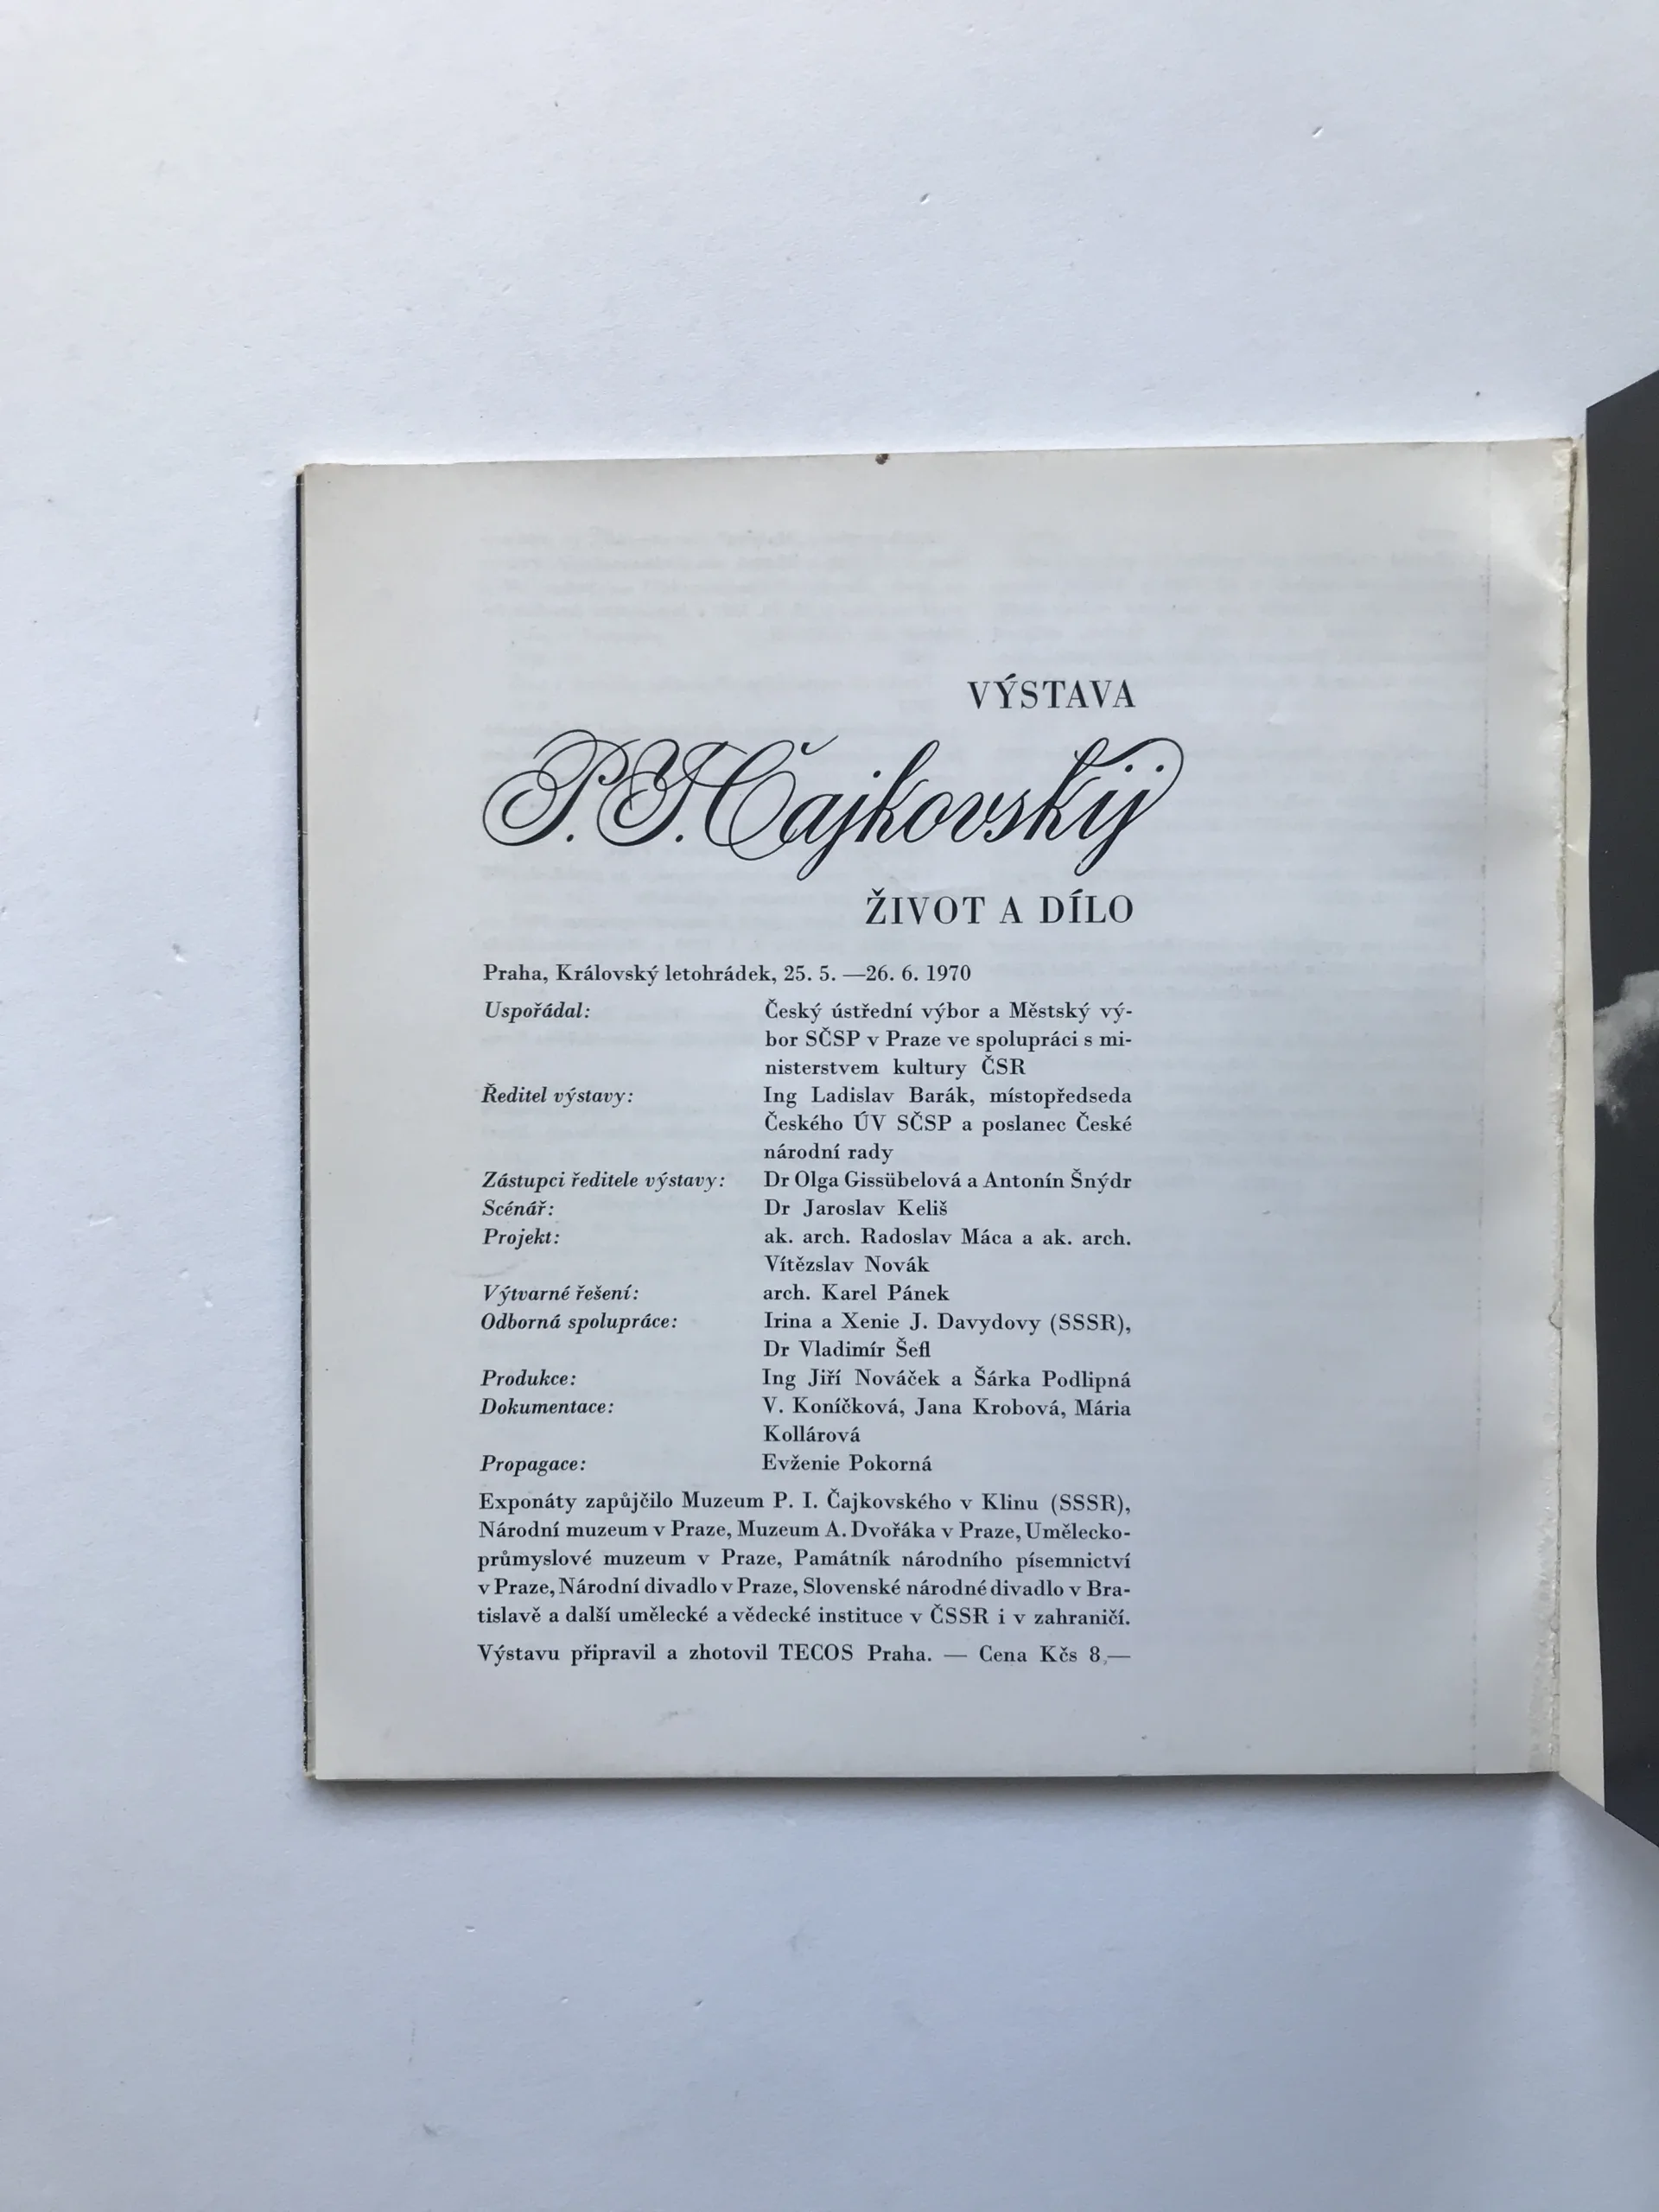 VÝSTAVA
P. I. Čajkovskij
ŽIVOT A DÍLO
Praha, Královský letohrádek, 25. 5. —26. 6. 1970
Uspořádal: Český ústřední výbor a Městský vý-
bor SČSP v Praze ve spolupráci s mi-
nisterstvem kultury ČSR
Ředitel výstavy: Ing Ladislav Barák, místopředseda
Českého ÚV SČSP a poslanec České
národní rady
Zástupci ředitele výstavy: Dr Olga Gissübelová a Antonín Šnýdr
Scénář: Dr Jaroslav Keliš
Projekt: ak. arch. Radoslav Máca a ak. arch.
Vítězslav Novák
Výtvarné řešení: arch. Karel Pánek
Odborná spolupráce: Irina a Xenie J. Davydovy (SSSR),
Dr Vladimír Šefl
Produkce: Ing Jiří Nováček a Šárka Podlipná
Dokumentace: V. Koníčková, Jana Krobová, Mária
Kollárová
Propagace: Evženie Pokorná
Exponáty zapůjčilo Muzeum P. I. Čajkovského v Klinu (SSSR),
Národní muzeum v Praze, Muzeum A. Dvořáka v Praze, Umělecko-
průmyslové muzeum v Praze, Památník národního písemnictví
v Praze, Národní divadlo v Praze, Slovenské národné divadlo v Bra-
tislavě a další umělecké a vědecké instituce v ČSSR i v zahraničí.
Výstavu připravil a zhotovil TECOS Praha. — Cena Kčs 8,—